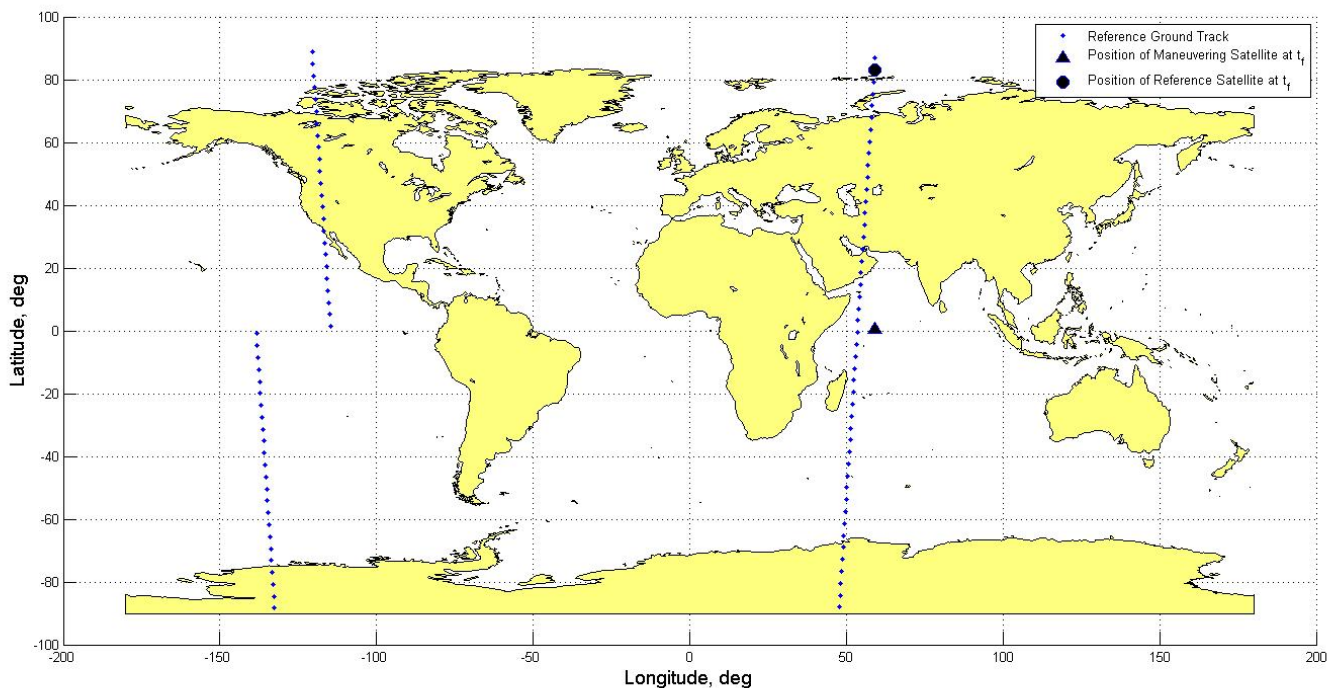 100
80
60
40
20
0
-20
-40
-60
-80
-100
Latitude, deg
Reference Ground Track
Position of Maneuvering Satellite at tf
Position of Reference Satellite at tf
-200 -150 -100 -50 0 50 100 150 200
Longitude, deg